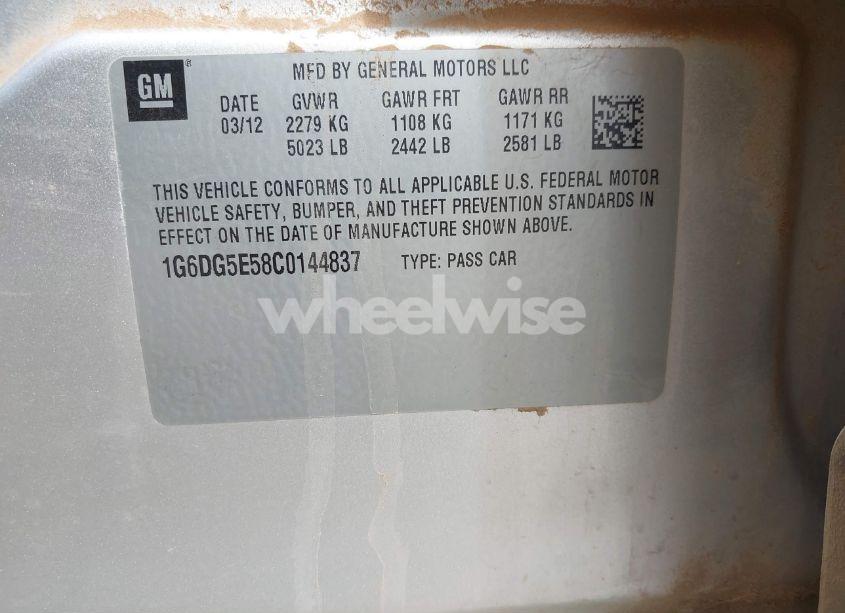 GM
MFD BY GENERAL MOTORS LLC
DATE GVWR GAWR FRT GAWR RR
03/12 2279 KG 1108 KG 1171 KG
5023 LB 2442 LB 2581 LB
THIS VEHICLE CONFORMS TO ALL APPLICABLE U.S. FEDERAL MOTOR
VEHICLE SAFETY, BUMPER, AND THEFT PREVENTION STANDARDS IN
EFFECT ON THE DATE OF MANUFACTURE SHOWN ABOVE.
1G6DG5E58C0144837 TYPE: PASS CAR
wheelwise